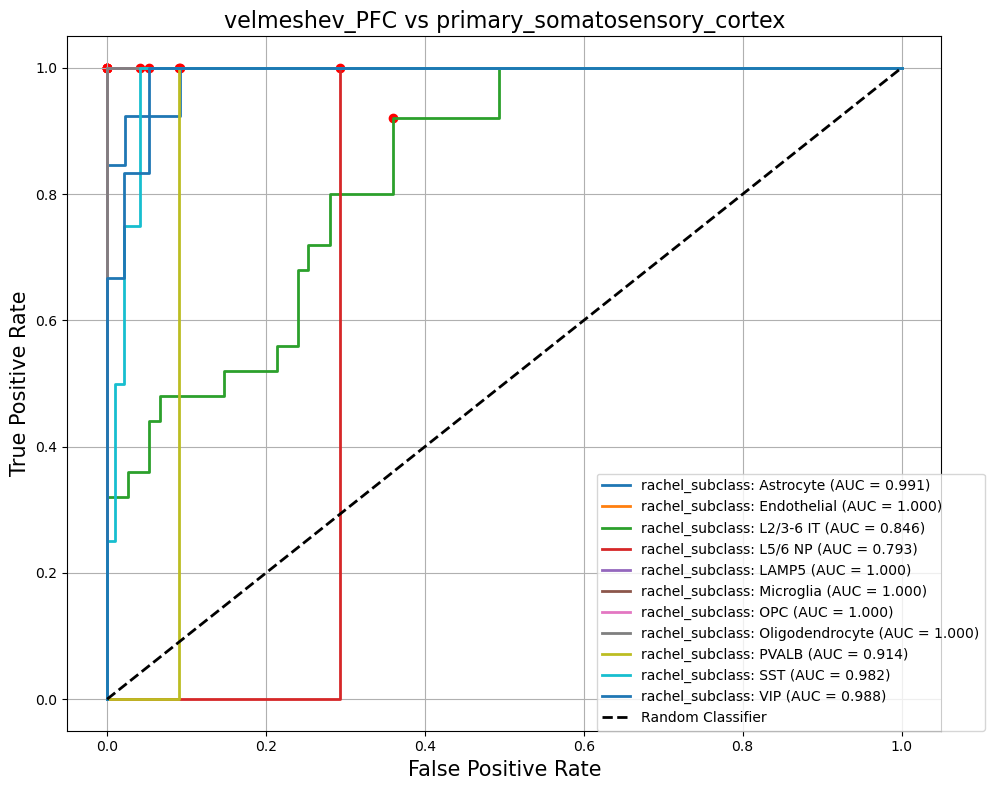 velmeshev_PFC vs primary_somatosensory_cortex
True Positive Rate
1.0
0.8
0.6
0.4
0.2
0.0
rachel_subclass: Astrocyte (AUC = 0.991)
rachel_subclass: Endothelial (AUC = 1.000)
rachel_subclass: L2/3-6 IT (AUC = 0.846)
rachel_subclass: L5/6 NP (AUC = 0.793)
rachel_subclass: LAMP5 (AUC = 1.000)
rachel_subclass: Microglia (AUC = 1.000)
rachel_subclass: OPC (AUC = 1.000)
rachel_subclass: Oligodendrocyte (AUC = 1.000)
rachel_subclass: PVALB (AUC = 0.914)
rachel_subclass: SST (AUC = 0.982)
rachel_subclass: VIP (AUC = 0.988)
Random Classifier
0.0 0.2 0.4 0.6 0.8 1.0
False Positive Rate